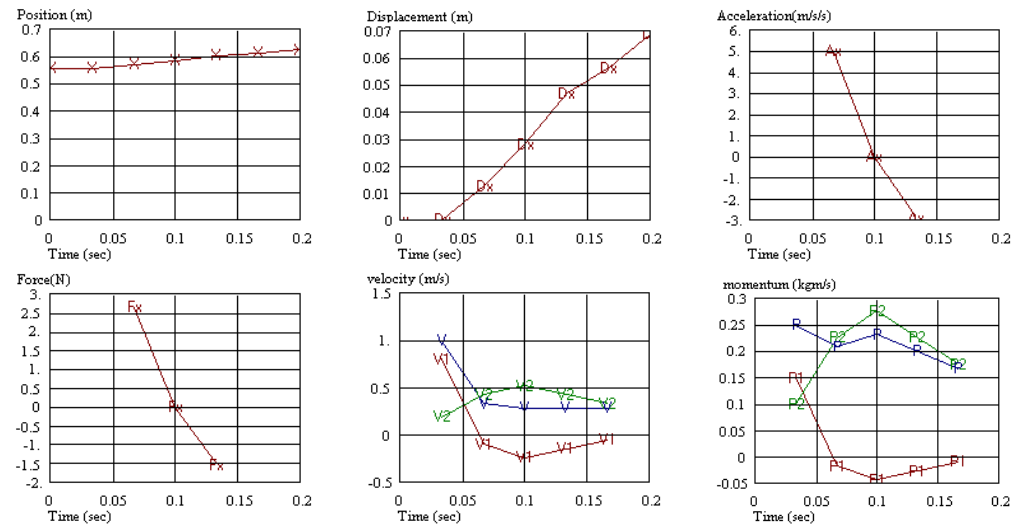 Position (m)
0.7
0.6
0.5
0.4
0.3
0.2
0.1
0
X X X X X X X
0 0.05 0.1 0.15 0.2
Time (sec)
Displacement (m)
0.07
0.06
0.05
0.04
0.03
0.02
0.01
0
Dx Dx Dx Dx Dx
0 0.05 0.1 0.15 0.2
Time (sec)
Acceleration(m/s/s)
6.
5.
4.
3.
2.
1.
0
-1.
-2.
-3.
Ax Ax Ax
0 0.05 0.1 0.15 0.2
Time (sec)
Force(N)
3.
2.5
2.
1.5
1.
0.5
0
-0.5
-1.
-1.5
-2.
Fx Fx Fx
0 0.05 0.1 0.15 0.2
Time (sec)
velocity (m/s)
1.5
1.
0.5
0
-0.5
V V V V V
V1 V1 V1 V1 V1
V2 V2 V2 V2 V2
0 0.05 0.1 0.15 0.2
Time (sec)
momentum (kgm/s)
0.3
0.25
0.2
0.15
0.1
0.05
0
-0.05
P P P P P
P1 P1 P1 P1 P1
P2 P2 P2 P2 P2
0 0.05 0.1 0.15 0.2
Time (sec)